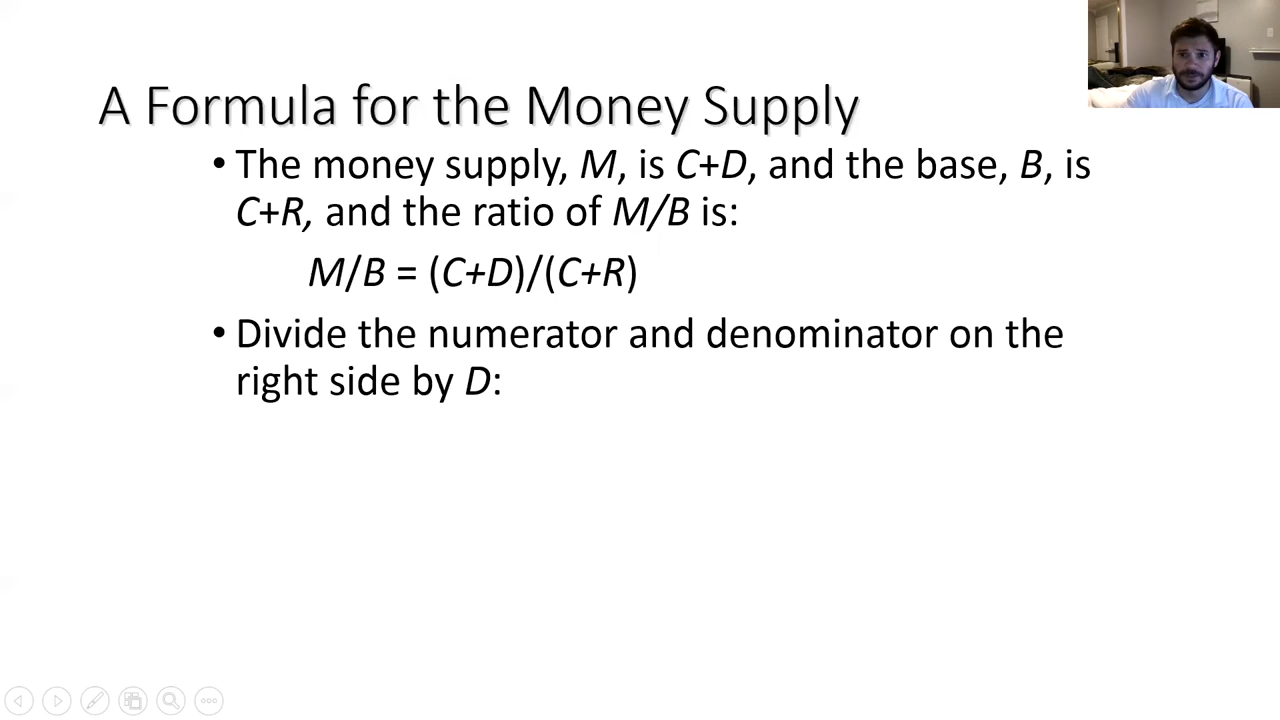 A Formula for the Money Supply
• The money supply, M, is C+D, and the base, B, is
C+R, and the ratio of M/B is:
M/B = (C+D)/(C+R)
• Divide the numerator and denominator on the
right side by D: